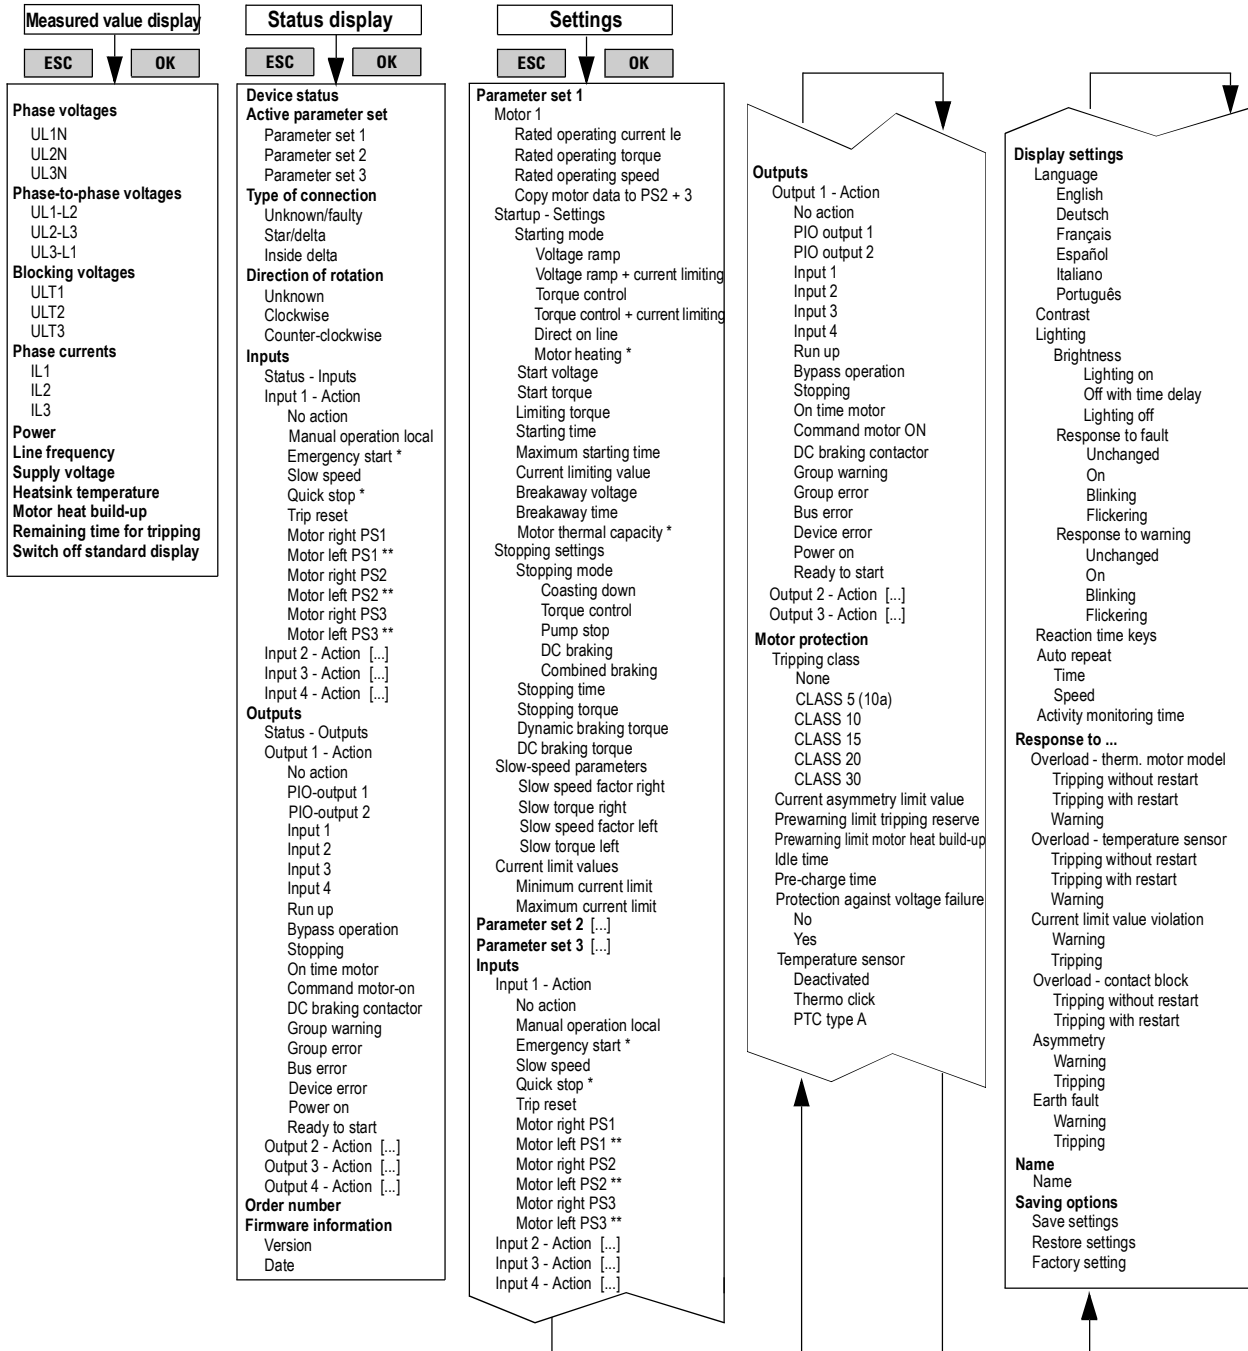 Measured value display
ESC
OK
Phase voltages
UL1N
UL2N
UL3N
Phase-to-phase voltages
UL1-L2
UL2-L3
UL3-L1
Blocking voltages
ULT1
ULT2
ULT3
Phase currents
IL1
IL2
IL3
Power
Line frequency
Supply voltage
Heatsink temperature
Motor heat build-up
Remaining time for tripping
Switch off standard display
Status display
ESC
OK
Device status
Active parameter set
Parameter set 1
Parameter set 2
Parameter set 3
Type of connection
Unknown/faulty
Star/delta
Inside delta
Direction of rotation
Unknown
Clockwise
Counter-clockwise
Inputs
Status - Inputs
Input 1 - Action
No action
Manual operation local
Emergency start *
Slow speed
Quick stop *
Trip reset
Motor right PS1
Motor left PS1 **
Motor right PS2
Motor left PS2 **
Motor right PS3
Motor left PS3 **
Input 2 - Action [...]
Input 3 - Action [...]
Input 4 - Action [...]
Outputs
Status - Outputs
Output 1 - Action
No action
PIO-output 1
PIO-output 2
Input 1
Input 2
Input 3
Input 4
Run up
Bypass operation
Stopping
On time motor
Command motor-on
DC braking contactor
Group warning
Group error
Bus error
Device error
Power on
Ready to start
Output 2 - Action [...]
Output 3 - Action [...]
Output 4 - Action [...]
Order number
Firmware information
Version
Date
Settings
ESC
OK
Parameter set 1
Motor 1
Rated operating current Ie
Rated operating torque
Rated operating speed
Copy motor data to PS2 + 3
Startup - Settings
Starting mode
Voltage ramp
Voltage ramp + current limiting
Torque control
Torque control + current limiting
Direct on line
Motor heating *
Start voltage
Start torque
Limiting torque
Starting time
Maximum starting time
Current limiting value
Breakaway voltage
Breakaway time
Motor thermal capacity *
Stopping settings
Stopping mode
Coasting down
Torque control
Pump stop
DC braking
Combined braking
Stopping time
Stopping torque
Dynamic braking torque
DC braking torque
Slow-speed parameters
Slow speed factor right
Slow torque right
Slow speed factor left
Slow torque left
Current limit values
Minimum current limit
Maximum current limit
Parameter set 2 [...]
Parameter set 3 [...]
Inputs
Input 1 - Action
No action
Manual operation local
Emergency start *
Slow speed
Quick stop *
Trip reset
Motor right PS1
Motor left PS1 **
Motor right PS2
Motor left PS2 **
Motor right PS3
Motor left PS3 **
Input 2 - Action [...]
Input 3 - Action [...]
Input 4 - Action [...]
Outputs
Output 1 - Action
No action
PIO output 1
PIO output 2
Input 1
Input 2
Input 3
Input 4
Run up
Bypass operation
Stopping
On time motor
Command motor ON
DC braking contactor
Group warning
Group error
Bus error
Device error
Power on
Ready to start
Output 2 - Action [...]
Output 3 - Action [...]
Motor protection
Tripping class
None
CLASS 5 (10a)
CLASS 10
CLASS 15
CLASS 20
CLASS 30
Current asymmetry limit value
Prewarning limit tripping reserve
Prewarning limit motor heat build-up
Idle time
Pre-charge time
Protection against voltage failure
No
Yes
Temperature sensor
Deactivated
Thermo click
PTC type A
Display settings
Language
English
Deutsch
Français
Español
Italiano
Português
Contrast
Lighting
Brightness
Lighting on
Off with time delay
Lighting off
Response to fault
Unchanged
On
Blinking
Flickering
Response to warning
Unchanged
On
Blinking
Flickering
Reaction time keys
Auto repeat
Time
Speed
Activity monitoring time
Response to ...
Overload - therm. motor model
Tripping without restart
Tripping with restart
Warning
Overload - temperature sensor
Tripping without restart
Tripping with restart
Warning
Current limit value violation
Warning
Tripping
Overload - contact block
Tripping without restart
Tripping with restart
Asymmetry
Warning
Tripping
Earth fault
Warning
Tripping
Name
Name
Saving options
Save settings
Restore settings
Factory setting